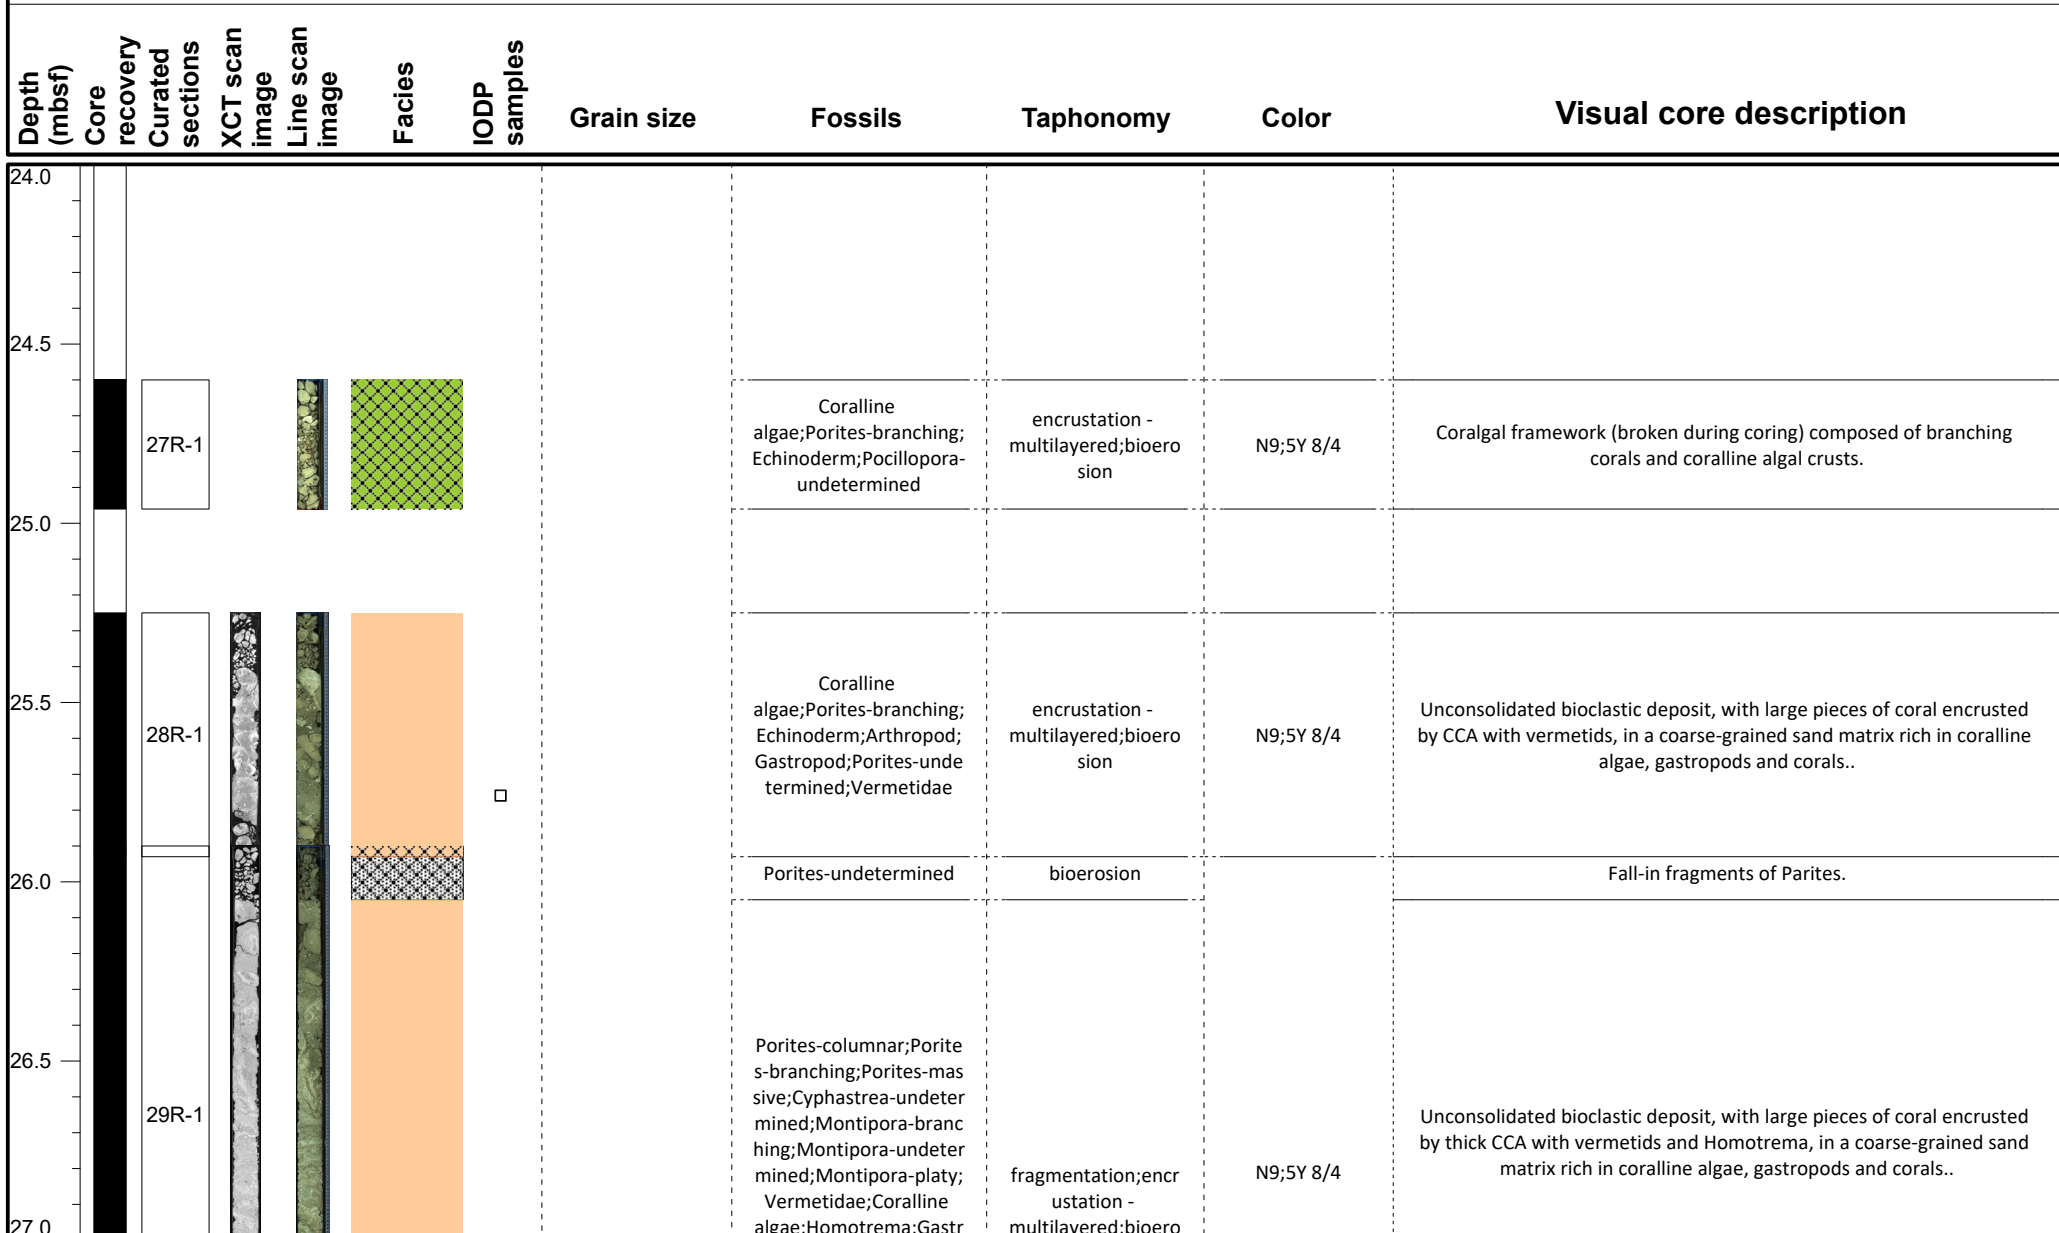 Depth
(mbsf)
Core
recovery
Curated
sections
XCT scan
image
Line scan
image
Facies
IODP
samples
Grain size
Fossils
Taphonomy
Color
Visual core description
24.0
24.5
27R-1
Coralline
algae;Porites-branching;
Echinoderm;Pocillopora-
undetermined
encrustation -
multilayered;bioero
sion
N9;5Y 8/4
Coralgal framework (broken during coring) composed of branching
corals and coralline algal crusts.
25.0
25.5
28R-1
Coralline
algae;Porites-branching;
Echinoderm;Arthropod;
Gastropod;Porites-unde
termined;Vermetidae
encrustation -
multilayered;bioero
sion
N9;5Y 8/4
Unconsolidated bioclastic deposit, with large pieces of coral encrusted
by CCA with vermetids, in a coarse-grained sand matrix rich in coralline
algae, gastropods and corals..
26.0
Porites-undetermined
bioerosion
Fall-in fragments of Parites.
26.5
29R-1
Porites-columnar;Porite
s-branching;Porites-mas
sive;Cyphastrea-undeter
mined;Montipora-branc
hing;Montipora-undeter
mined;Montipora-platy;
Vermetidae;Coralline
algae;Homotrema;Gastr
fragmentation;encr
ustation -
multilayered;bioero
N9;5Y 8/4
Unconsolidated bioclastic deposit, with large pieces of coral encrusted
by thick CCA with vermetids and Homotrema, in a coarse-grained sand
matrix rich in coralline algae, gastropods and corals..
27.0